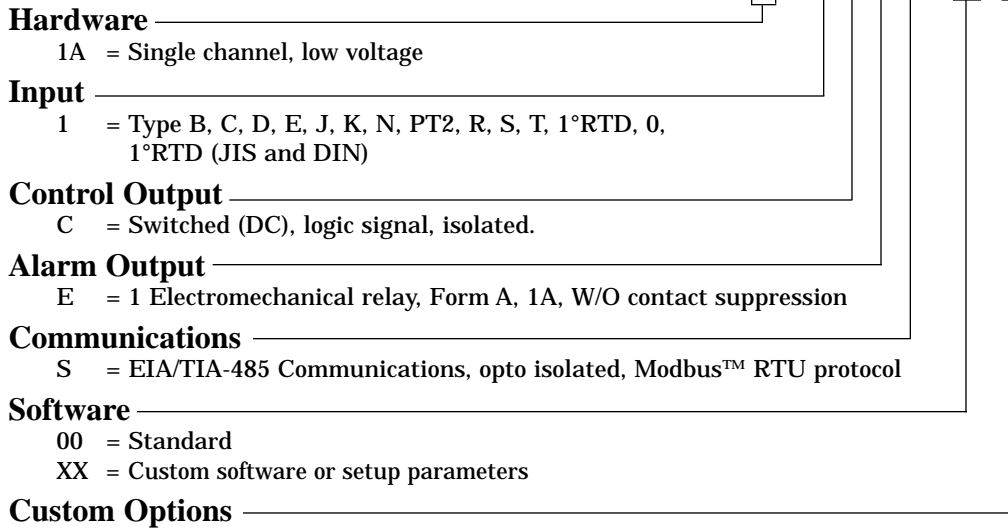 Hardware
1A = Single channel, low voltage
Input
1 = Type B, C, D, E, J, K, N, PT2, R, S, T, 1°RTD, 0,
1°RTD (JIS and DIN)
Control Output
C = Switched (DC), logic signal, isolated.
Alarm Output
E = 1 Electromechanical relay, Form A, 1A, W/O contact suppression
Communications
S = EIA/TIA-485 Communications, opto isolated, Modbus™ RTU protocol
Software
00 = Standard
XX = Custom software or setup parameters
Custom Options